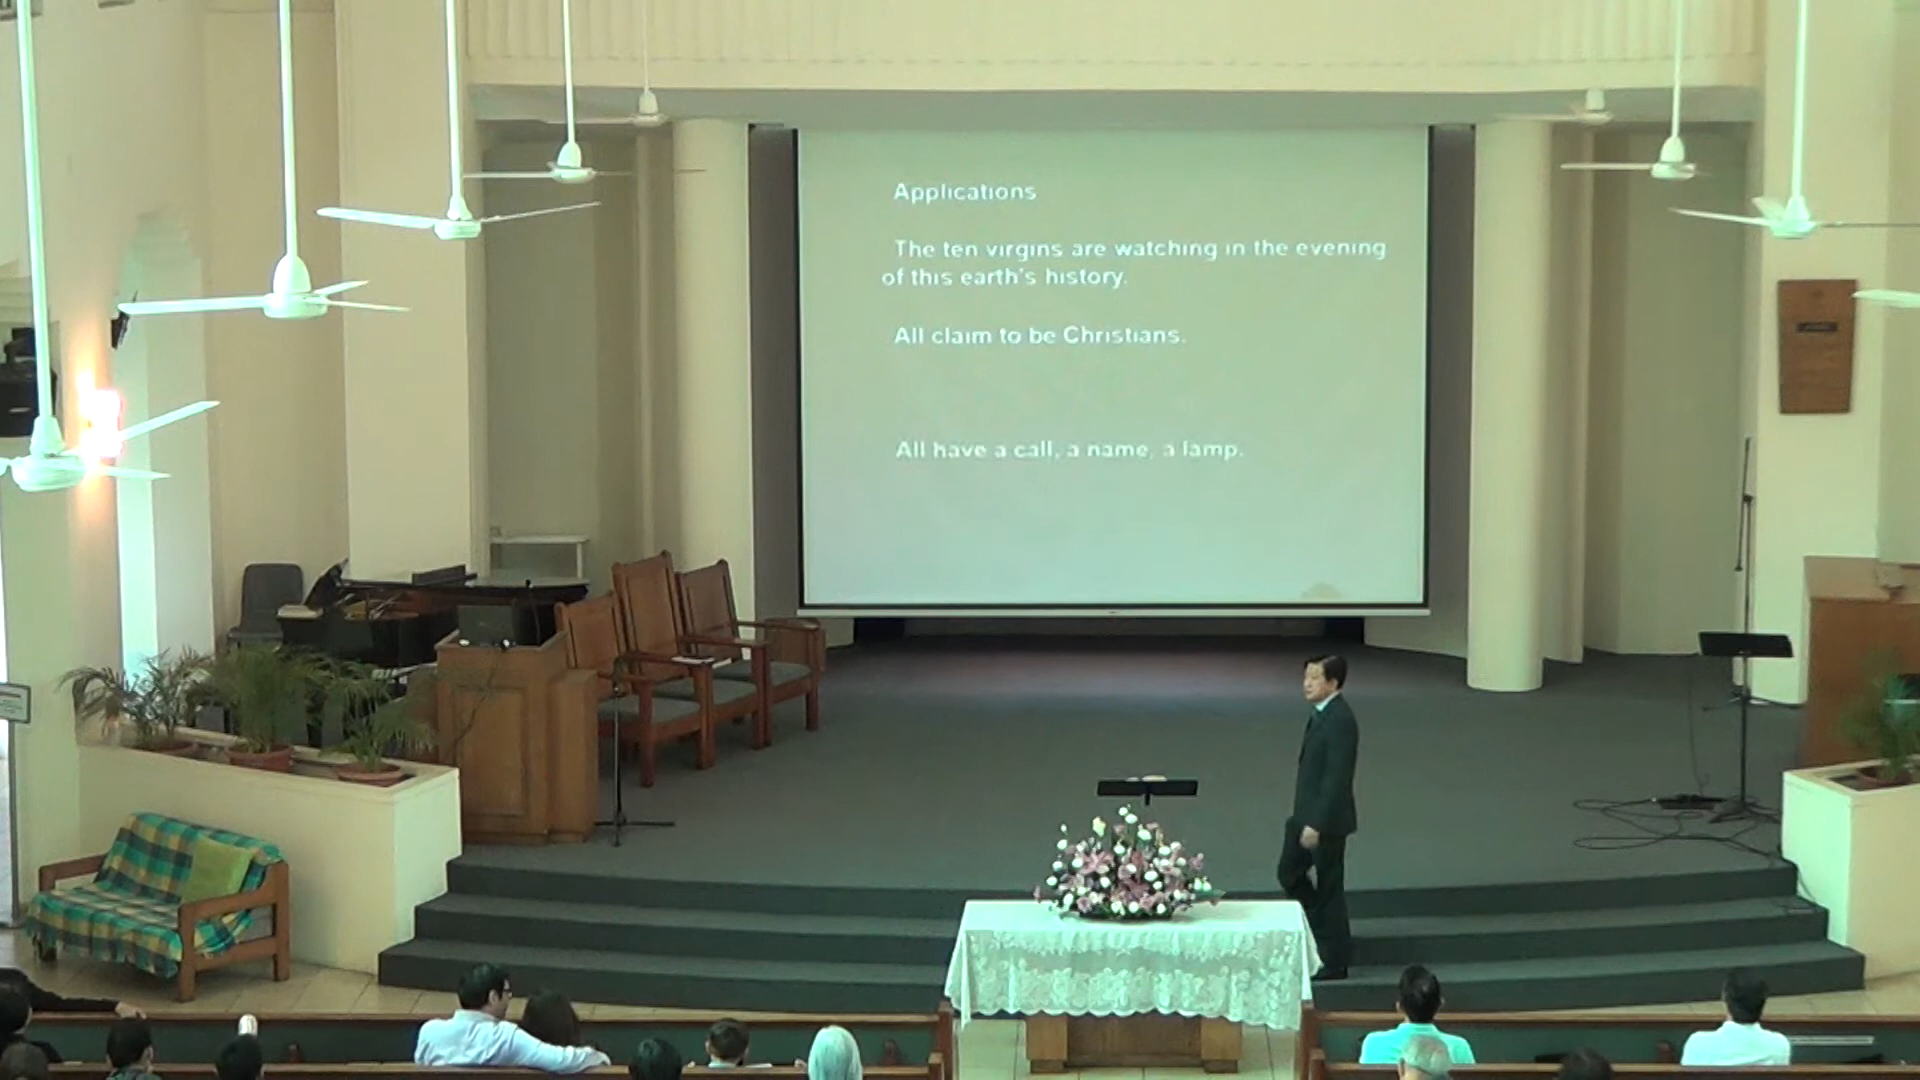 Applications
The ten virgins are watching in the evening
of this earth's history.
All claim to be Christians.
All have a call, a name, a lamp.